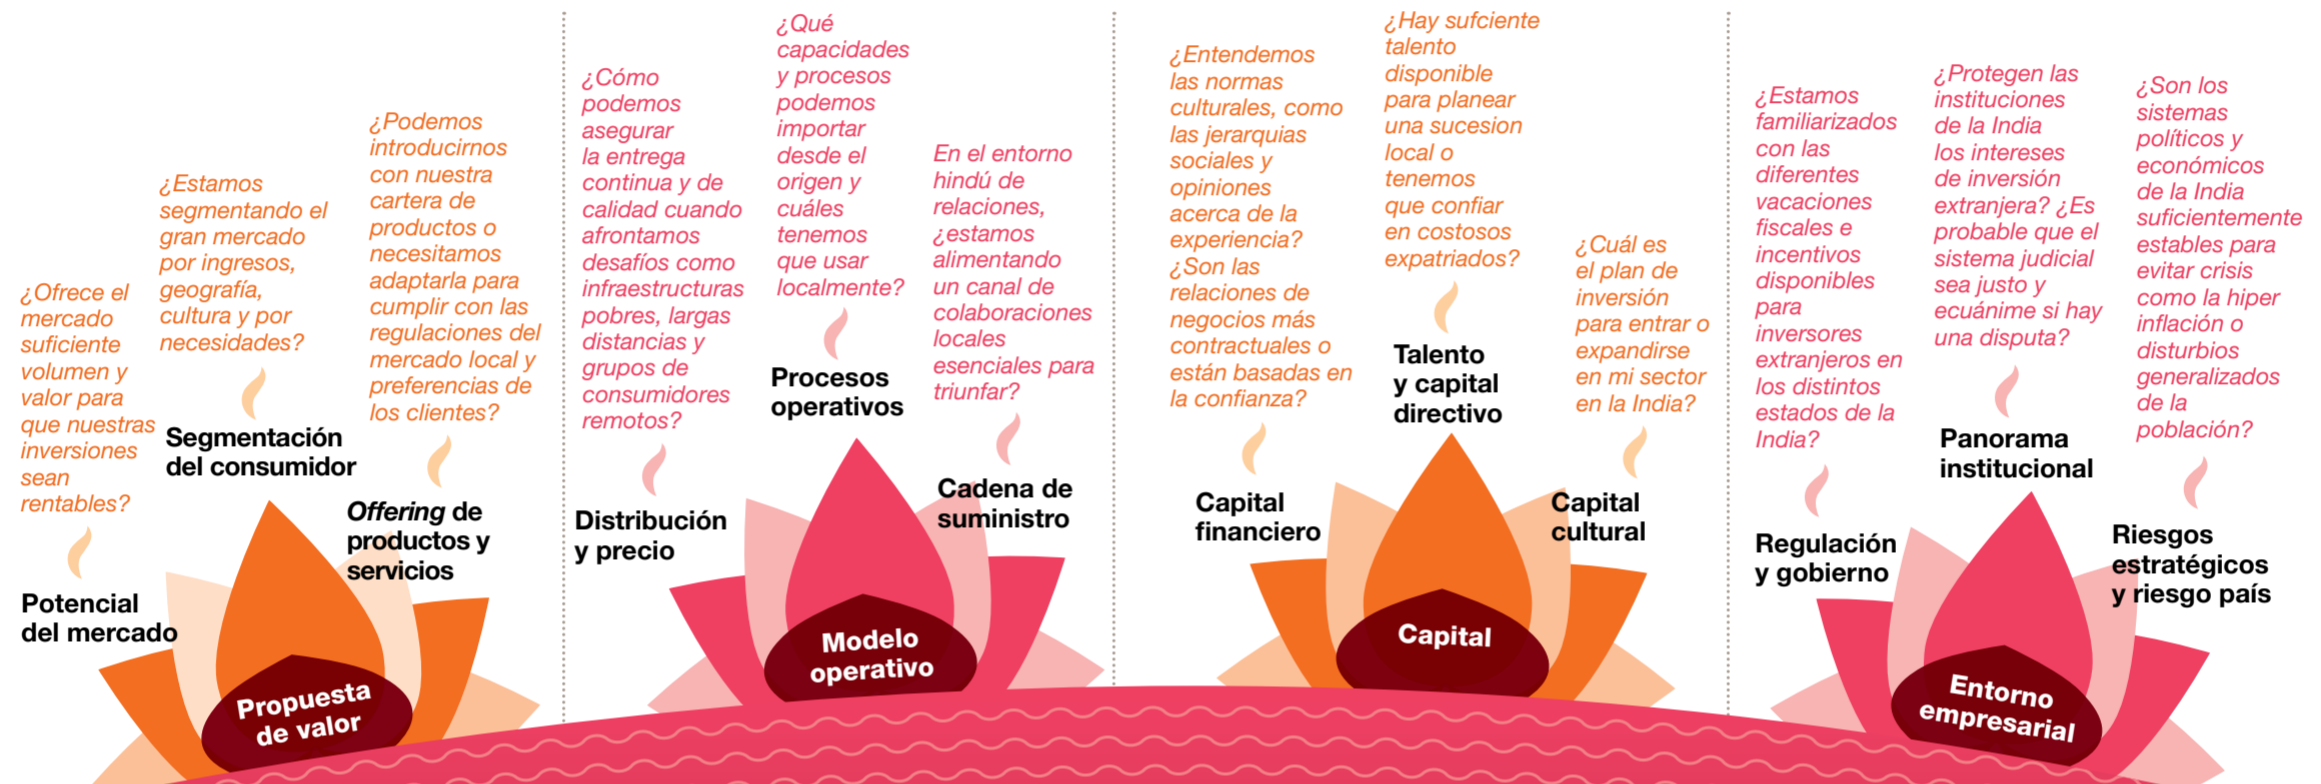 ¿Ofrece el
mercado
suficiente
volumen y
valor para
que nuestras
inversiones
sean
rentables?
Potencial
del mercado
¿Estamos
segmentando el
gran mercado
por ingresos,
geografía,
cultura y por
necesidades?
Segmentación
del consumidor
¿Podemos
introducirnos
con nuestra
cartera de
productos o
necesitamos
adaptarla para
cumplir con las
regulaciones del
mercado local y
preferencias de
los clientes?
Offering de
productos y
servicios
Propuesta
de valor
¿Cómo
podemos
asegurar
la entrega
continua y de
calidad cuando
afrontamos
desafíos como
infraestructuras
pobres, largas
distancias y
grupos de
consumidores
remotos?
Distribución
y precio
¿Qué
capacidades
y procesos
podemos
importar
desde el
origen y
cuáles
tenemos
que usar
localmente?
Procesos
operativos
En el entorno
hindú de
relaciones,
¿estamos
alimentando
un canal de
colaboraciones
locales
esenciales para
triunfar?
Cadena de
suministro
Modelo
operativo
¿Entendemos
las normas
culturales, como
las jerarquias
sociales y
opiniones
acerca de la
experiencia?
¿Son las
relaciones de
negocios más
contractuales o
están basadas en
la confianza?
Capital
financiero
¿Hay sufciente
talento
disponible
para planear
una sucesion
local o
tenemos
que confiar
en costosos
expatriados?
Talento
y capital
directivo
¿Cuál es
el plan de
inversión
para entrar o
expandirse
en mi sector
en la India?
Capital
cultural
Capital
¿Estamos
familiarizados
con las
diferentes
vacaciones
fiscales e
incentivos
disponibles
para
inversores
extranjeros en
los distintos
estados de la
India?
Regulación
y gobierno
¿Protegen las
instituciones
de la India
los intereses
de inversión
extranjera? ¿Es
probable que el
sistema judicial
sea justo y
ecuánime si hay
una disputa?
Panorama
institucional
¿Son los
sistemas
políticos y
económicos
de la India
suficientemente
estables para
evitar crisis
como la hiper
inflación o
disturbios
generalizados
de la
población?
Riesgos
estratégicos
y riesgo país
Entorno
empresarial